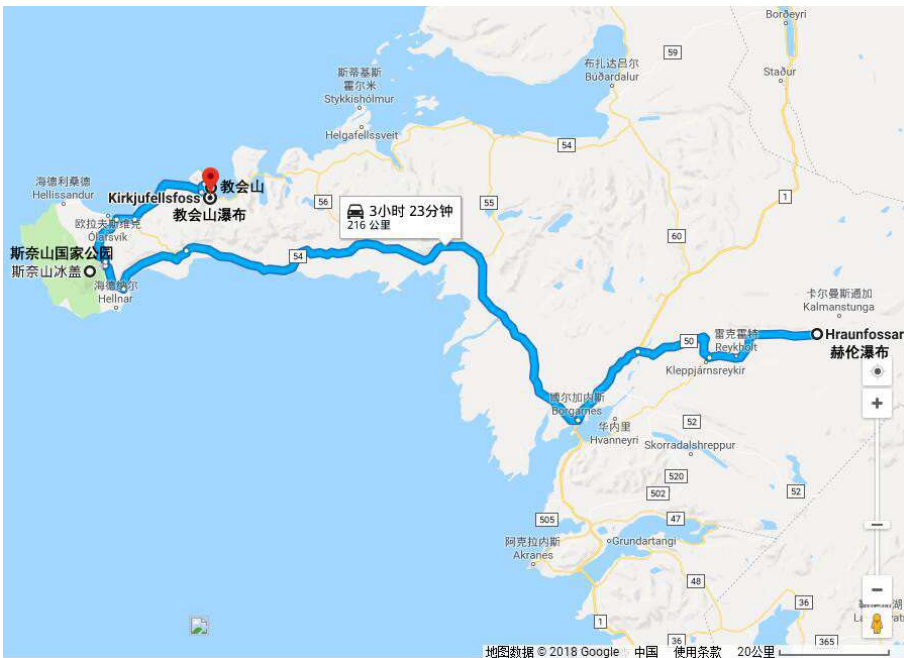 Borðeyri
59
布扎达吕尔
Búðardalur
Staður
斯蒂基斯
霍尔米
Stykkishólmur
Helgafellssveit
54
1
海德利桑德
Hellissandur
教会山
Kirkjufellsfoss
教会山瀑布
56
55
3小时 23分钟
216 公里
欧拉夫斯维克
Ólafsvík
60
斯奈山国家公园
54
斯奈山冰盖
海德纳尔
Hellnar
卡尔曼斯通加
Kalmanstunga
50
雷克霍特
Reykholt
Hraunfossar
赫伦瀑布
Kleppjárnsreykir
博尔加内斯
Borgarnes
华内里
Hvanneyri
52
Skorradalshreppur
520
502
52
505
47
阿克拉内斯
Akranes
Grundartangi
48
1
36
36
365
地图数据 © 2018 Google 中国 使用条款 20公里